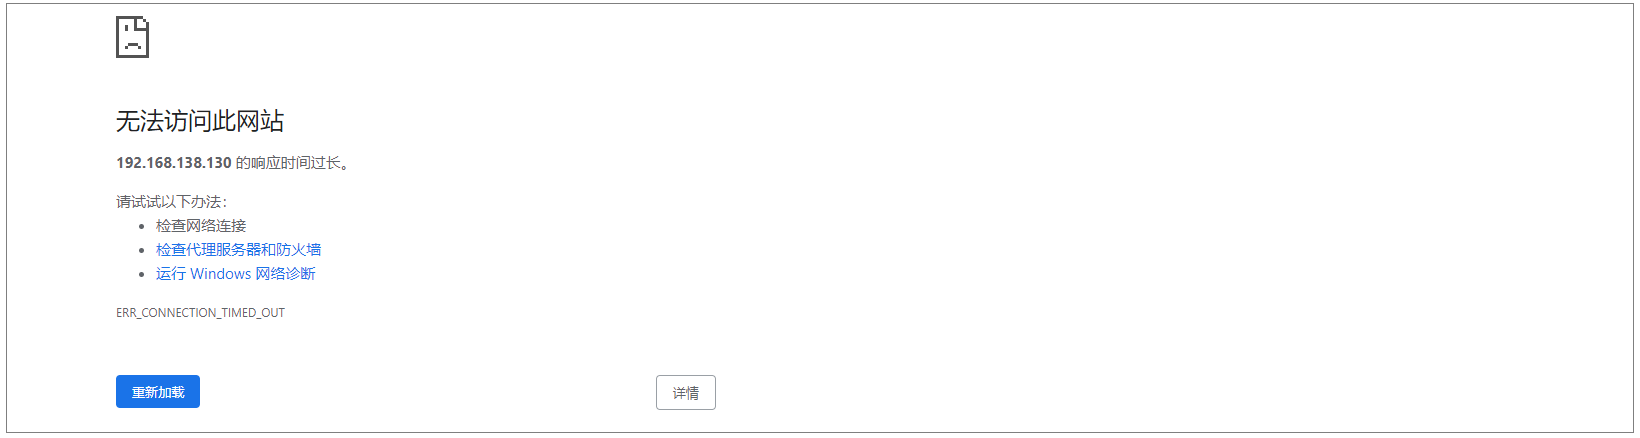 无法访问此网站
192.168.138.130 的响应时间过长。
请试试以下办法：
检查网络连接
检查代理服务器和防火墙
运行 Windows 网络诊断
ERR_CONNECTION_TIMED_OUT
重新加载
详情